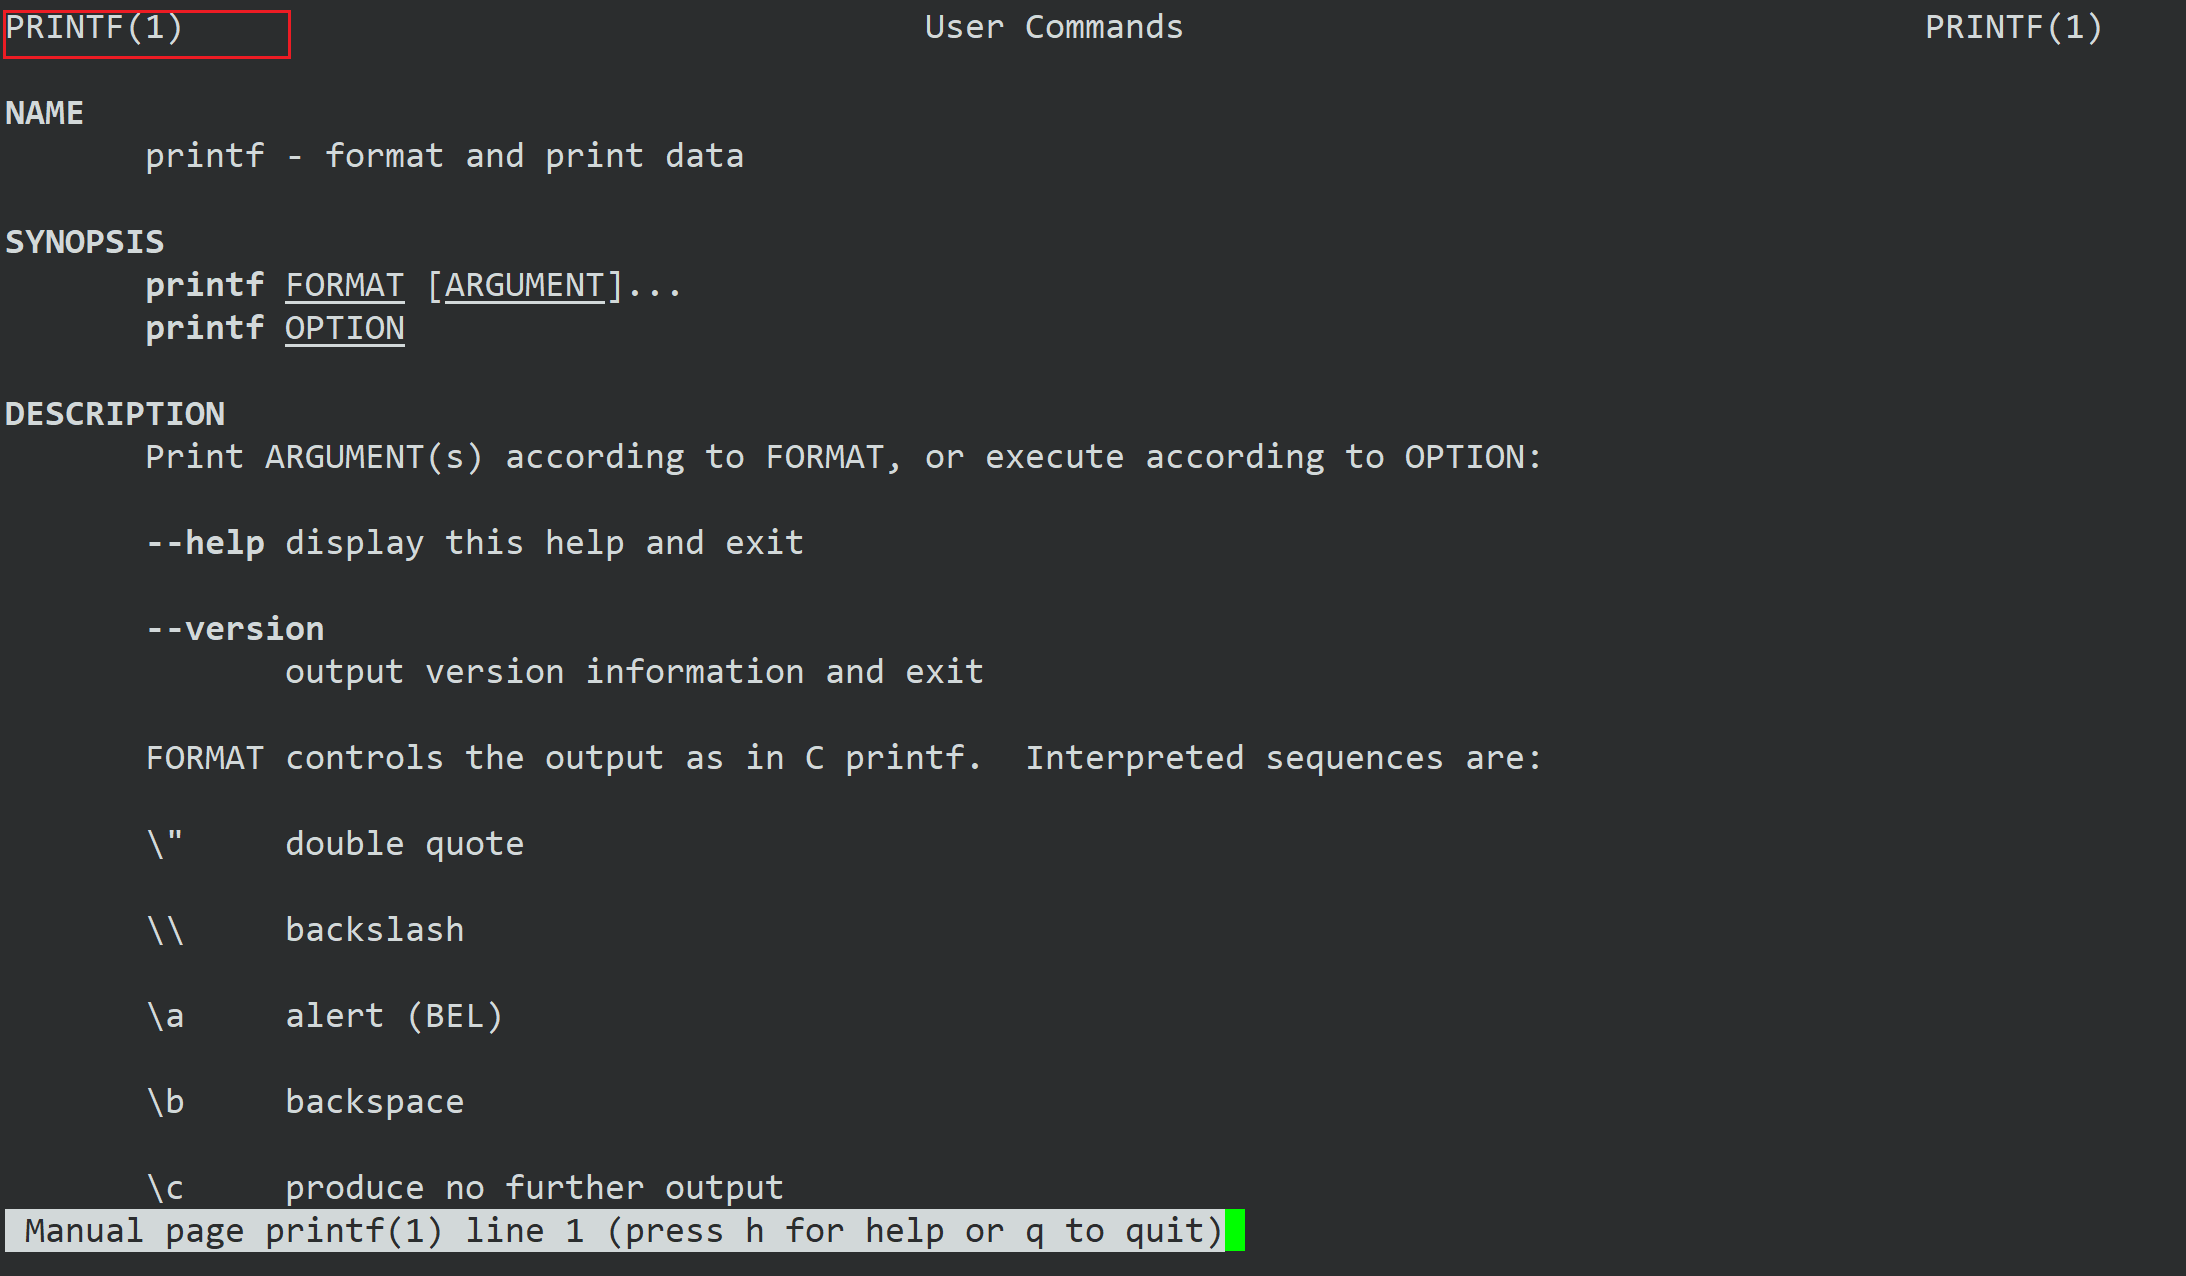 PRINTF(1) User Commands PRINTF(1)
NAME
printf - format and print data
SYNOPSIS
printf FORMAT [ARGUMENT]...
printf OPTION
DESCRIPTION
Print ARGUMENT(s) according to FORMAT, or execute according to OPTION:
--help display this help and exit
--version
output version information and exit
FORMAT controls the output as in C printf.  Interpreted sequences are:
\" double quote
\\ backslash
\a alert (BEL)
\b backspace
\c produce no further output
Manual page printf(1) line 1 (press h for help or q to quit)